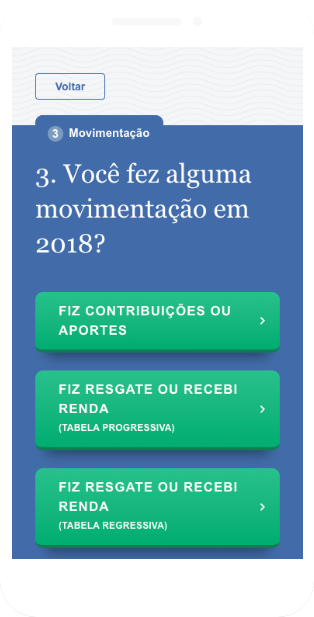 Voltar
3 Movimentação
3. Você fez alguma
movimentação em
2018?
FIZ CONTRIBUIÇÕES OU
APORTES
FIZ RESGATE OU RECEBI
RENDA
(TABELA PROGRESSIVA)
FIZ RESGATE OU RECEBI
RENDA
(TABELA REGRESSIVA)